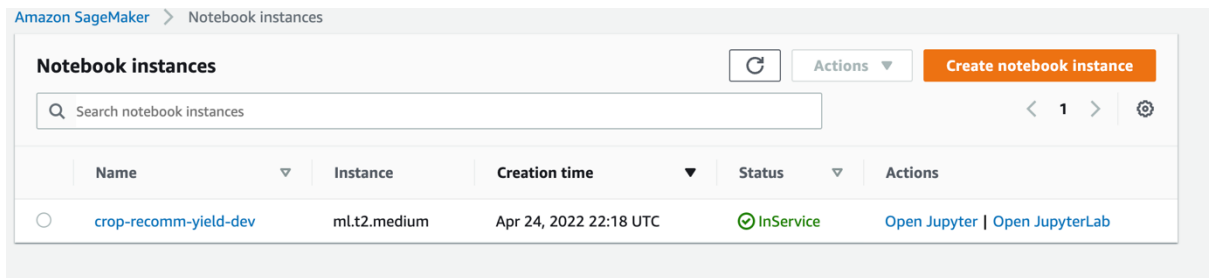 Amazon SageMaker > Notebook instances
Notebook instances
Actions
Create notebook instance
Search notebook instances
< 1 >
Name Instance Creation time Status Actions
crop-recomm-yield-dev ml.t2.medium Apr 24, 2022 22:18 UTC InService Open Jupyter | Open JupyterLab